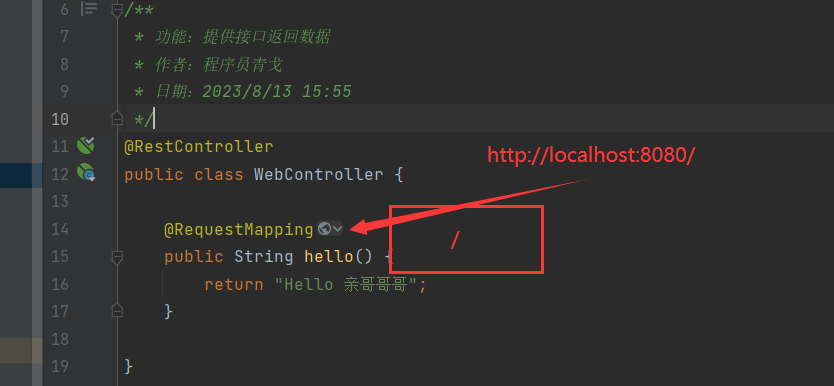 6 /**
7 * 功能：提供接口返回数据
8 * 作者：程序员青戈
9 * 日期：2023/8/13 15:55
10 */
11 @RestController
http://localhost:8080/
12 public class WebController {
13
14 @RequestMapping
15 public String hello() {
/
16 return "Hello 亲哥哥哥";
17 }
18
19 }